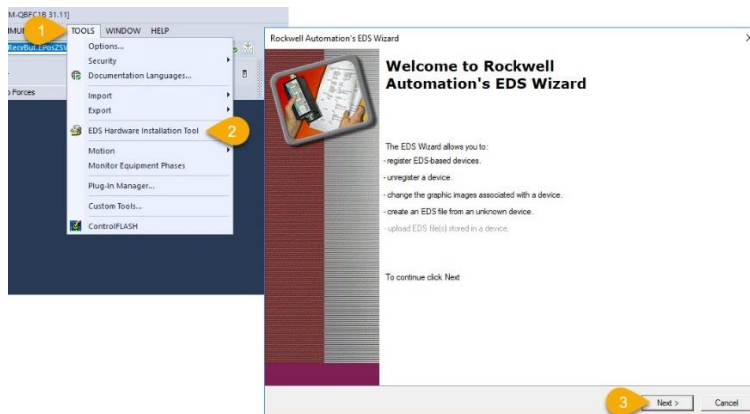 M-QBFC1B 31.11]
1
TOOLS WINDOW HELP
Options...
Security
Documentation Languages...
Forces
Import
Export
EDS Hardware Installation Tool
2
Motion
Monitor Equipment Phases
Plug-In Manager...
Custom Tools...
ControlFLASH
Rockwell Automation's EDS Wizard
Welcome to Rockwell
Automation's EDS Wizard
The EDS Wizard allows you to:
- register EDS-based devices.
- unregister a device.
- change the graphic images associated with a device.
- create an EDS file from an unknown device.
- upload EDS file(s) stored in a device.
To continue click Next
3
Next >
Cancel